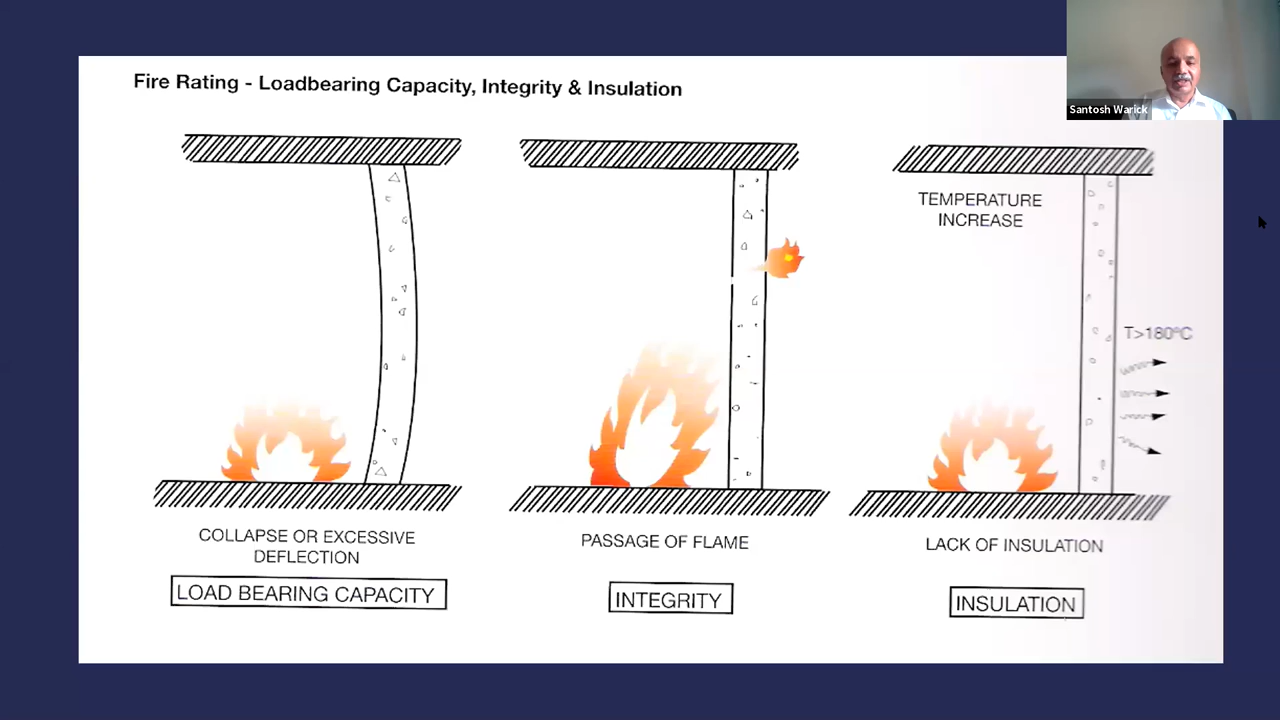 Fire Rating - Loadbearing Capacity, Integrity & Insulation
Santosh Warick
TEMPERATURE
INCREASE
T>180ºC
COLLAPSE OR EXCESSIVE
DEFLECTION
LOAD BEARING CAPACITY
PASSAGE OF FLAME
INTEGRITY
LACK OF INSULATION
INSULATION